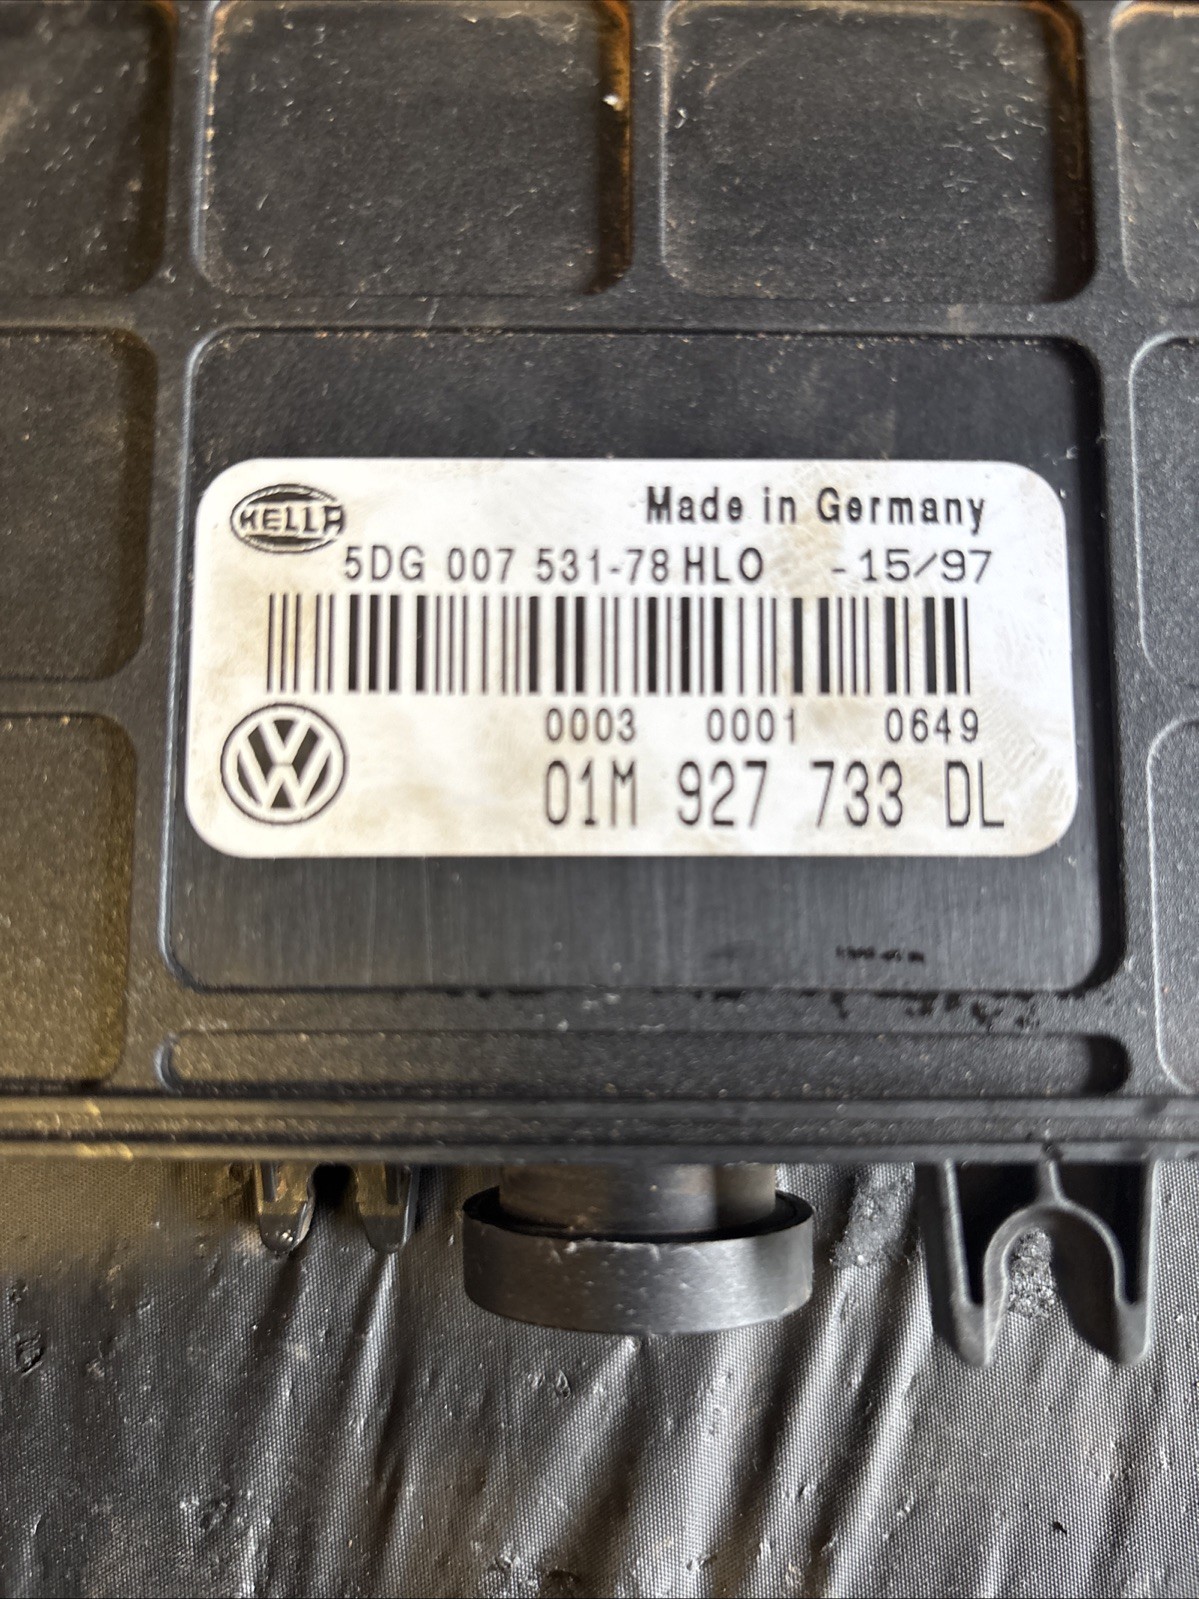 HELLA
Made in Germany
5DG 007 531-78 HLO -15/97
0003 0001 0649
01M 927 733 DL